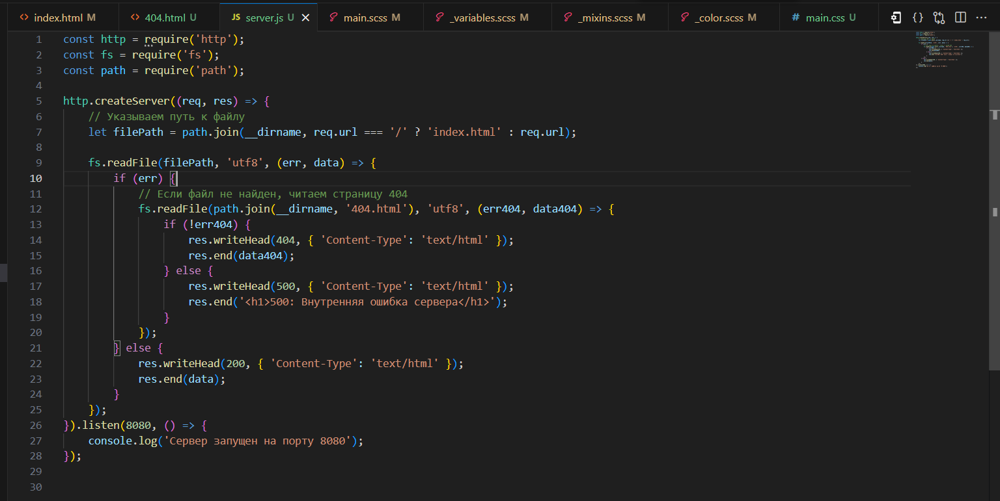 index.html M 404.html U JS server.js U main.scss M _variables.scss M _mixins.scss M _color.scss M # main.css U
1 const http = require('http');
2 const fs = require('fs');
3 const path = require('path');
4
5 http.createServer((req, res) => {
6 // Указываем путь к файлу
7 let filePath = path.join(__dirname, req.url === '/' ? 'index.html' : req.url);
8
9 fs.readFile(filePath, 'utf8', (err, data) => {
10 if (err) {
11 // Если файл не найден, читаем страницу 404
12 fs.readFile(path.join(__dirname, '404.html'), 'utf8', (err404, data404) => {
13 if (!err404) {
14 res.writeHead(404, { 'Content-Type': 'text/html' });
15 res.end(data404);
16 } else {
17 res.writeHead(500, { 'Content-Type': 'text/html' });
18 res.end('<h1>500: Внутренняя ошибка сервера</h1>');
19 }
20 });
21 } else {
22 res.writeHead(200, { 'Content-Type': 'text/html' });
23 res.end(data);
24 }
25 });
26 }).listen(8080, () => {
27 console.log('Сервер запущен на порту 8080');
28 });
29
30